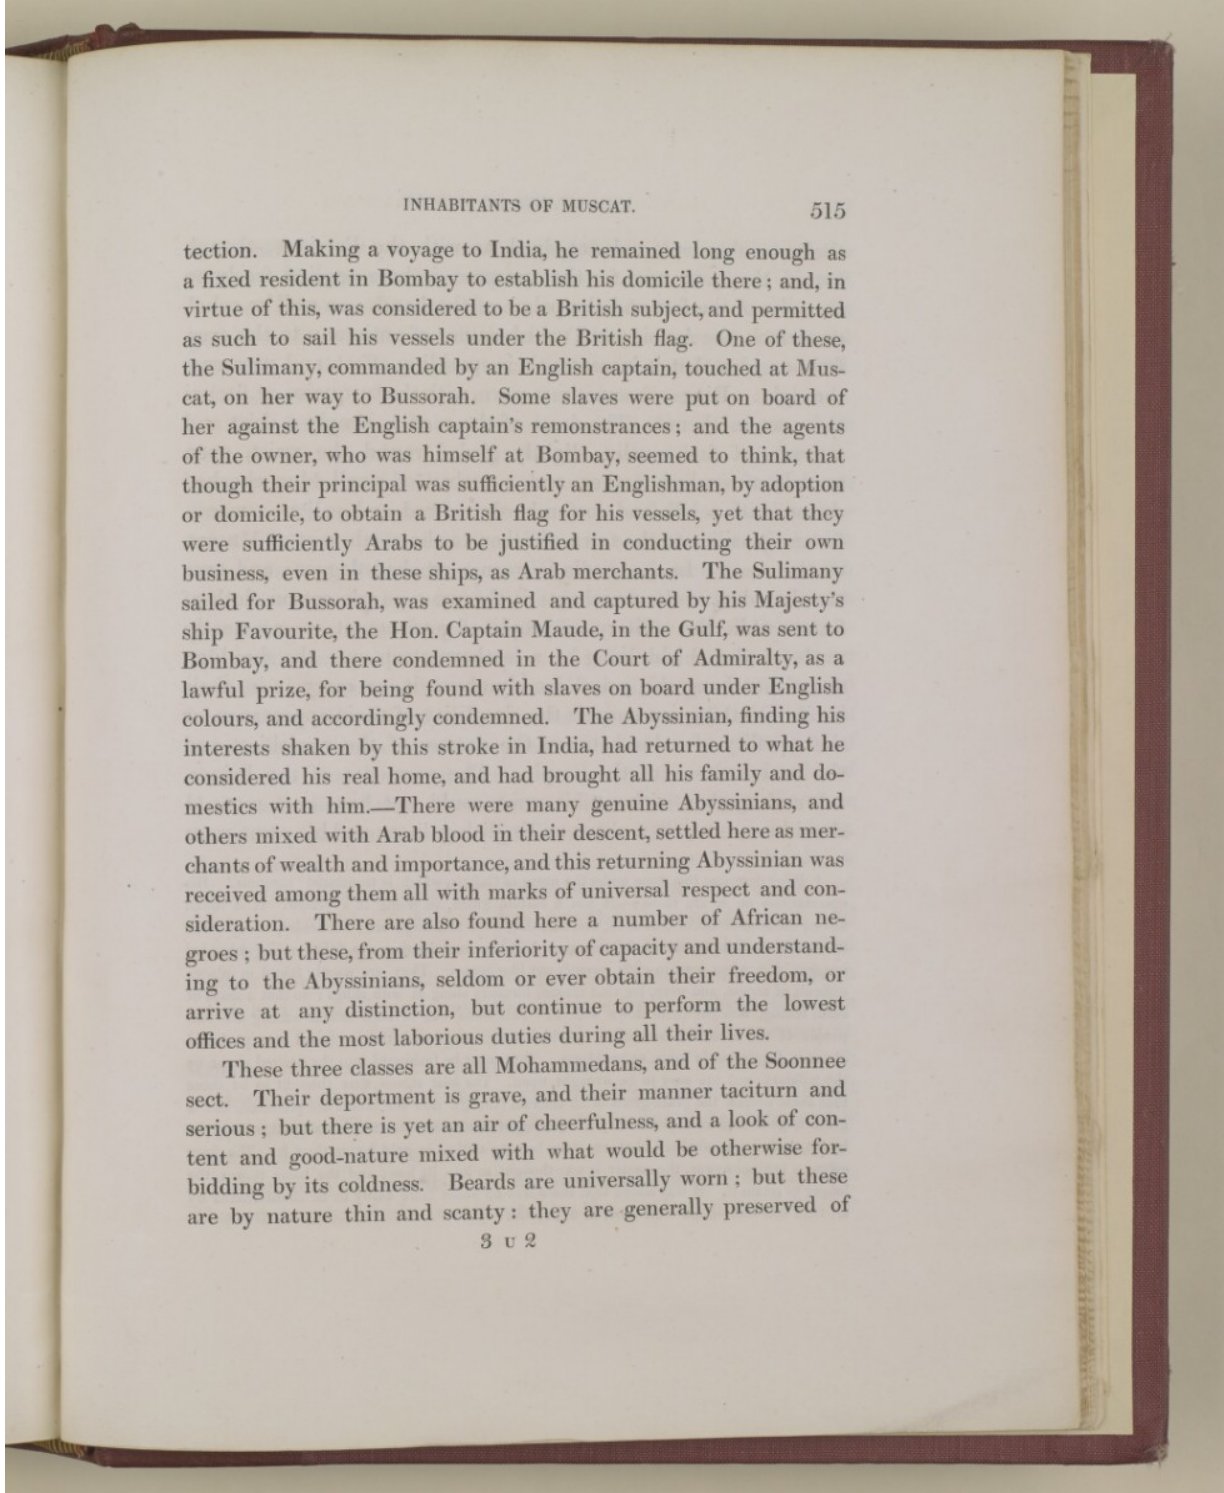 INHABITANTS OF MUSCAT. 515
tection. Making a voyage to India, he remained long enough as
a fixed resident in Bombay to establish his domicile there; and, in
virtue of this, was considered to be a British subject, and permitted
as such to sail his vessels under the British flag. One of these,
the Sulimany, commanded by an English captain, touched at Mus-
cat, on her way to Bussorah. Some slaves were put on board of
her against the English captain's remonstrances; and the agents
of the owner, who was himself at Bombay, seemed to think, that
though their principal was sufficiently an Englishman, by adoption
or domicile, to obtain a British flag for his vessels, yet that they
were sufficiently Arabs to be justified in conducting their own
business, even in these ships, as Arab merchants. The Sulimany
sailed for Bussorah, was examined and captured by his Majesty's
ship Favourite, the Hon. Captain Maude, in the Gulf, was sent to
Bombay, and there condemned in the Court of Admiralty, as a
lawful prize, for being found with slaves on board under English
colours, and accordingly condemned. The Abyssinian, finding his
interests shaken by this stroke in India, had returned to what he
considered his real home, and had brought all his family and do-
mestics with him.—There were many genuine Abyssinians, and
others mixed with Arab blood in their descent, settled here as mer-
chants of wealth and importance, and this returning Abyssinian was
received among them all with marks of universal respect and con-
sideration. There are also found here a number of African ne-
groes; but these, from their inferiority of capacity and understand-
ing to the Abyssinians, seldom or ever obtain their freedom, or
arrive at any distinction, but continue to perform the lowest
offices and the most laborious duties during all their lives.
These three classes are all Mohammedans, and of the Soonnee
sect. Their deportment is grave, and their manner taciturn and
serious; but there is yet an air of cheerfulness, and a look of con-
tent and good-nature mixed with what would be otherwise for-
bidding by its coldness. Beards are universally worn; but these
are by nature thin and scanty: they are generally preserved of
3 U 2